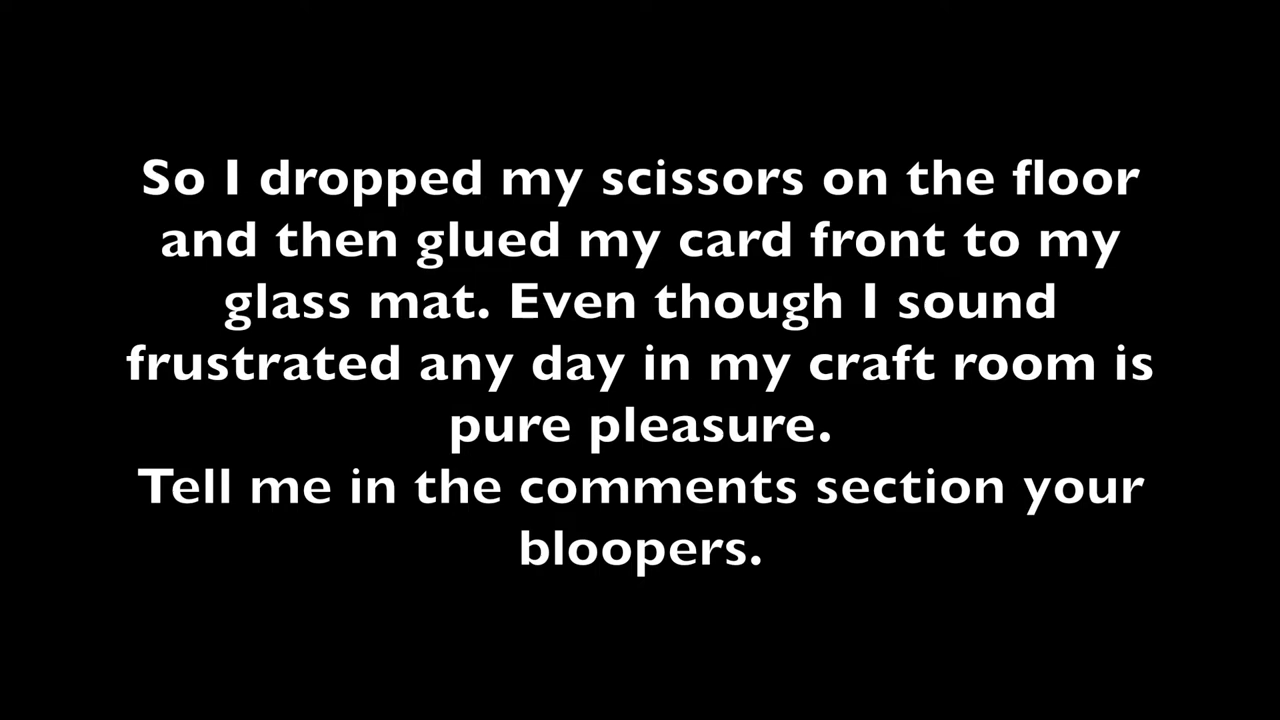 So I dropped my scissors on the floor
and then glued my card front to my
glass mat. Even though I sound
frustrated any day in my craft room is
pure pleasure.
Tell me in the comments section your
bloopers.